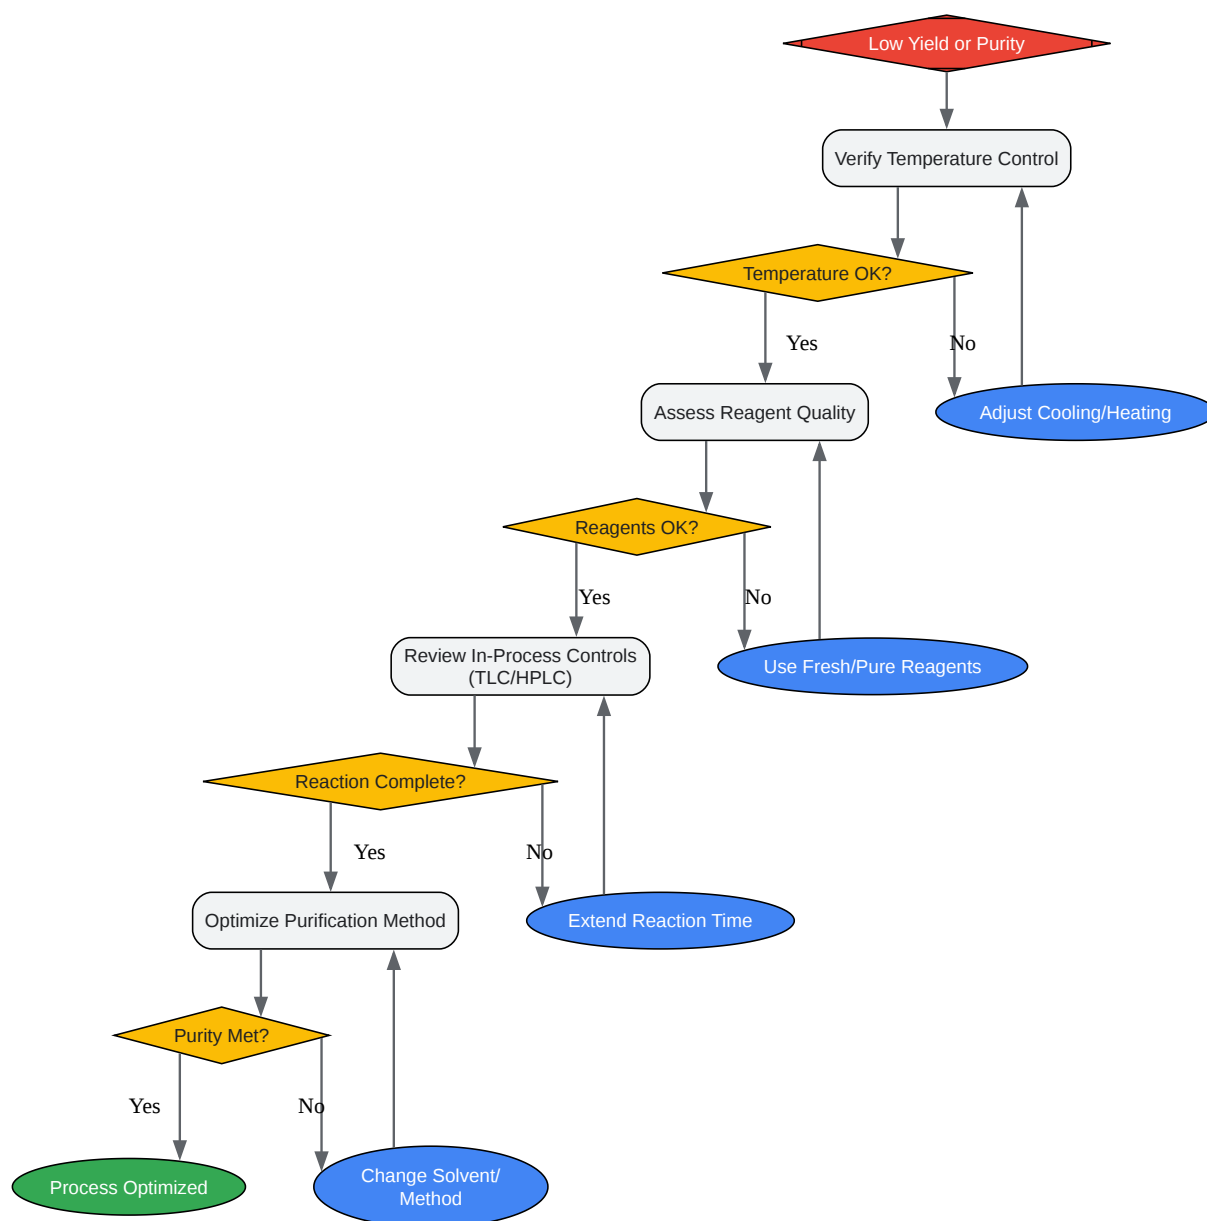 Low Yield or Purity
Verify Temperature Control
Temperature OK?
Yes
No
Assess Reagent Quality
Adjust Cooling/Heating
Reagents OK?
Yes
No
Review In-Process Controls
(TLC/HPLC)
Use Fresh/Pure Reagents
Reaction Complete?
Yes
No
Optimize Purification Method
Extend Reaction Time
Purity Met?
Yes
No
Process Optimized
Change Solvent/
Method